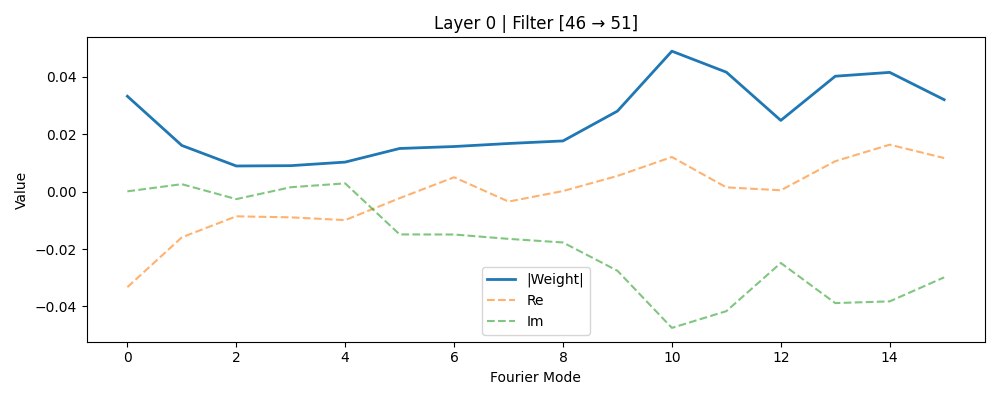 Layer 0 | Filter [46 → 51]
Value
0.04
0.02
0.00
−0.02
−0.04
|Weight|
Re
Im
0 2 4 6 8 10 12 14
Fourier Mode